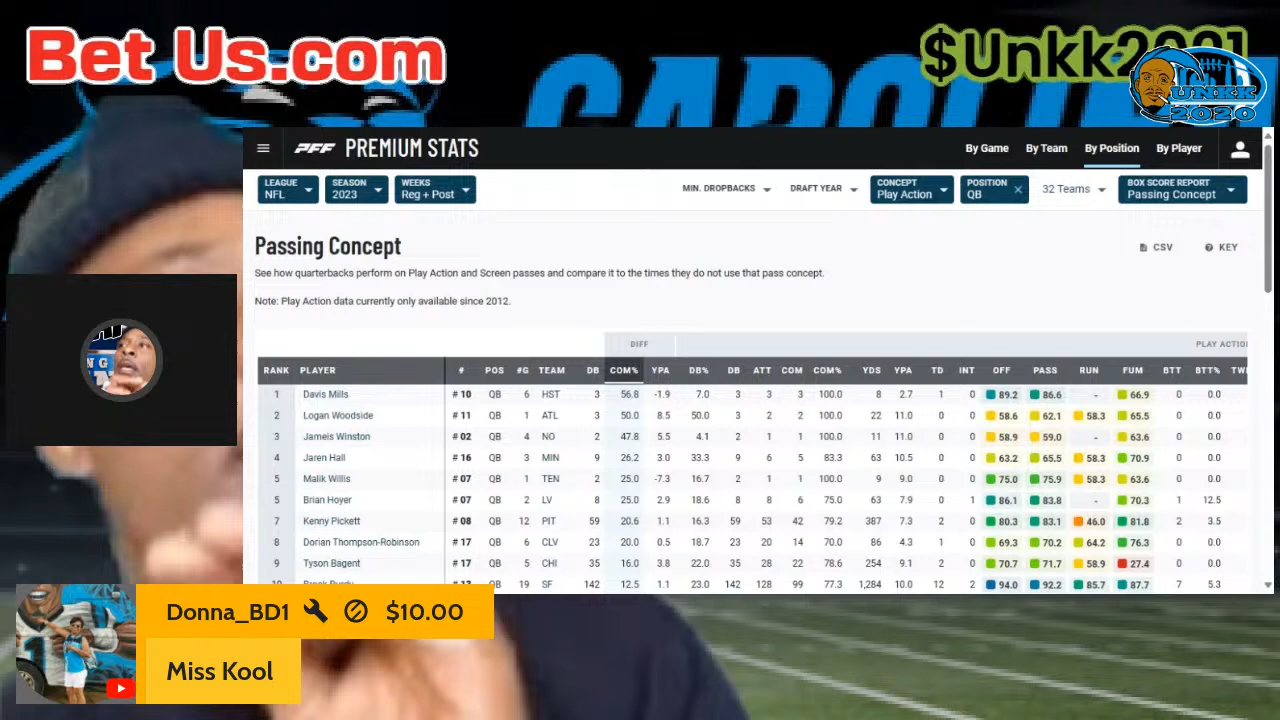 Bet Us.com
$Unkk2021
UNKK
2020
CAROLIN
PFF PREMIUM STATS
By Game By Team By Position By Player
LEAGUE NFL SEASON 2023 WEEKS Reg + Post MIN. DROPBACKS DRAFT YEAR CONCEPT Play Action POSITION QB 32 Teams BOX SCORE REPORT Passing Concept
Passing Concept
CSV KEY
See how quarterbacks perform on Play Action and Screen passes and compare it to the times they do not use that pass concept.
Note: Play Action data currently only available since 2012.
DIFF PLAY ACTIO
RANK PLAYER # POS #G TEAM DB COM% YPA DB% DB ATT COM COM% YDS YPA TD INT OFF PASS RUN FUM BTT BTT% TWI
1 Davis Mills # 10 QB 6 HST 3 56.8 -1.9 7.0 3 3 3 100.0 8 2.7 1 0 89.2 86.6 - 66.9 0 0.0
2 Logan Woodside # 11 QB 1 ATL 3 50.0 8.5 50.0 3 2 2 100.0 22 11.0 0 0 58.6 62.1 58.3 65.5 0 0.0
3 Jameis Winston # 02 QB 4 NO 2 47.8 5.5 4.1 2 1 1 100.0 11 11.0 0 0 58.9 59.0 - 63.6 0 0.0
4 Jaren Hall # 16 QB 3 MIN 9 26.2 3.0 33.3 9 6 5 83.3 63 10.5 0 0 63.2 65.5 58.3 70.9 0 0.0
5 Malik Willis # 07 QB 1 TEN 2 25.0 -7.3 16.7 2 1 1 100.0 9 9.0 0 0 75.0 75.9 58.3 63.6 0 0.0
5 Brian Hoyer # 07 QB 2 LV 8 25.0 2.9 18.6 8 8 6 75.0 63 7.9 0 1 86.1 83.8 - 70.3 1 12.5
7 Kenny Pickett # 08 QB 12 PIT 59 20.6 1.1 16.3 59 53 42 79.2 387 7.3 2 0 80.3 83.1 46.0 81.8 2 3.5
8 Dorian Thompson-Robinson # 17 QB 6 CLV 23 20.0 0.5 18.7 23 20 14 70.0 86 4.3 1 0 69.3 70.2 64.2 76.3 0 0.0
9 Tyson Bagent # 17 QB 5 CHI 35 16.0 3.8 22.0 35 28 22 78.6 254 9.1 2 0 70.7 71.7 58.9 27.4 0 0.0
10 Brock Purdy # 13 QB 19 SF 142 12.5 1.1 23.0 142 128 99 77.3 1,284 10.0 12 2 94.0 92.2 85.7 87.7 7 5.3
Donna_BD1 $10.00
Miss Kool